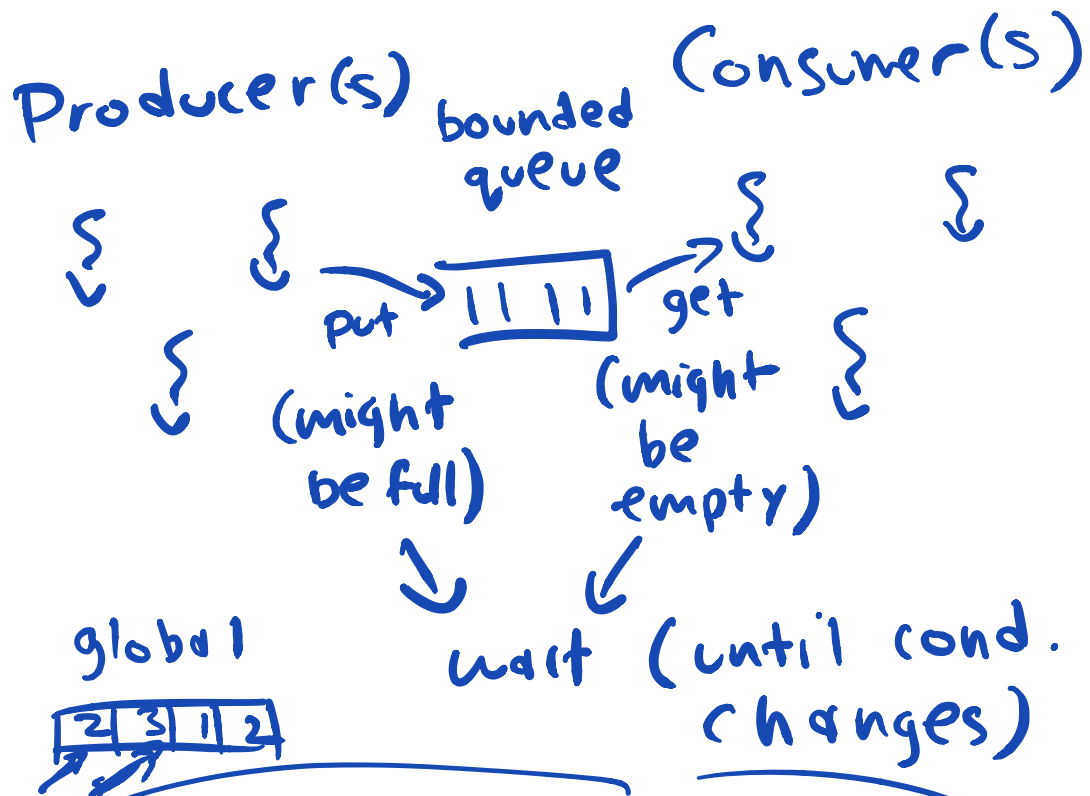 Producer(s)
Consumer(s)
bounded
queue
put
get
(might
be full)
(might
be
empty)
wait (until cond.
changes)
global
2 3 1 2